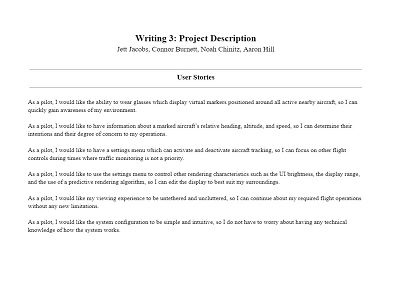 Writing 3: Project Description
Jett Jacobs, Connor Burnett, Noah Chinitz, Aaron Hill
User Stories
As a pilot, I would like the ability to wear glasses which display virtual markers positioned around all active nearby aircraft, so I can
quickly gain awareness of my environment.
As a pilot, I would like to have information about a marked aircraft's relative heading, altitude, and speed, so I can determine their
intentions and their degree of concern to my operations.
As a pilot, I would like to have a settings menu which can activate and deactivate aircraft tracking, so I can focus on other flight
controls during times where traffic monitoring is not a priority.
As a pilot, I would like to use the settings menu to control other rendering characteristics such as the UI brightness, the display range,
and the use of a predictive rendering algorithm, so I can edit the display to best suit my surroundings.
As a pilot, I would like my viewing experience to be untethered and uncluttered, so I can continue about my required flight operations
without any new limitations.
As a pilot, I would like the system configuration to be simple and intuitive, so I do not have to worry about having any technical
knowledge of how the system works.